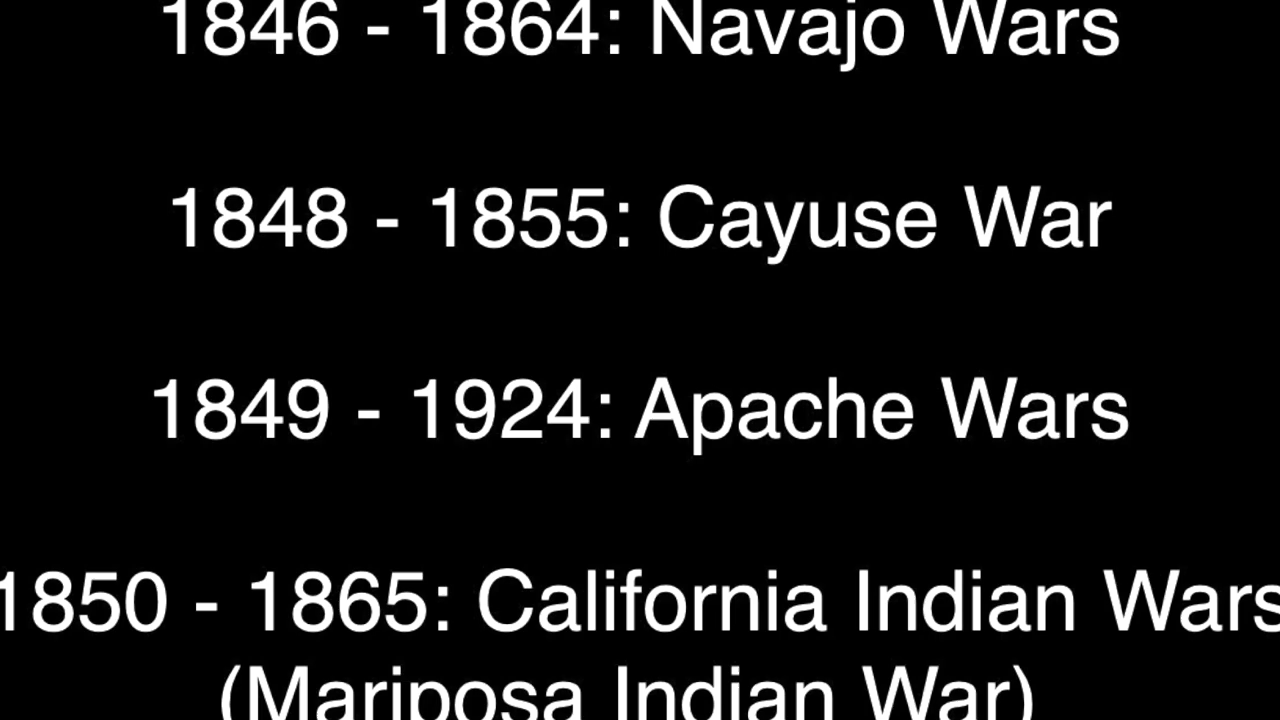 1846 - 1864: Navajo Wars
1848 - 1855: Cayuse War
1849 - 1924: Apache Wars
1850 - 1865: California Indian Wars
(Mariposa Indian War)